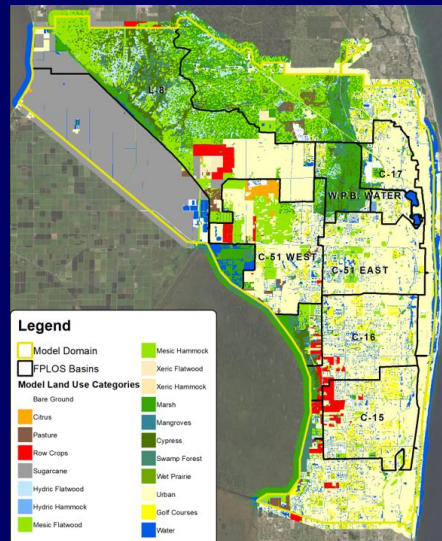 L-8
C-17
W.P.B. WATER
C-51 WEST
C-51 EAST
C-16
C-15
Legend
Model Domain
FPLOS Basins
Model Land Use Categories
Bare Ground
Citrus
Pasture
Row Crops
Sugarcane
Hydric Flatwood
Hydric Hammock
Mesic Flatwood
Mesic Hammock
Xeric Flatwood
Xeric Hammock
Marsh
Mangroves
Cypress
Swamp Forest
Wet Prairie
Urban
Golf Courses
Water